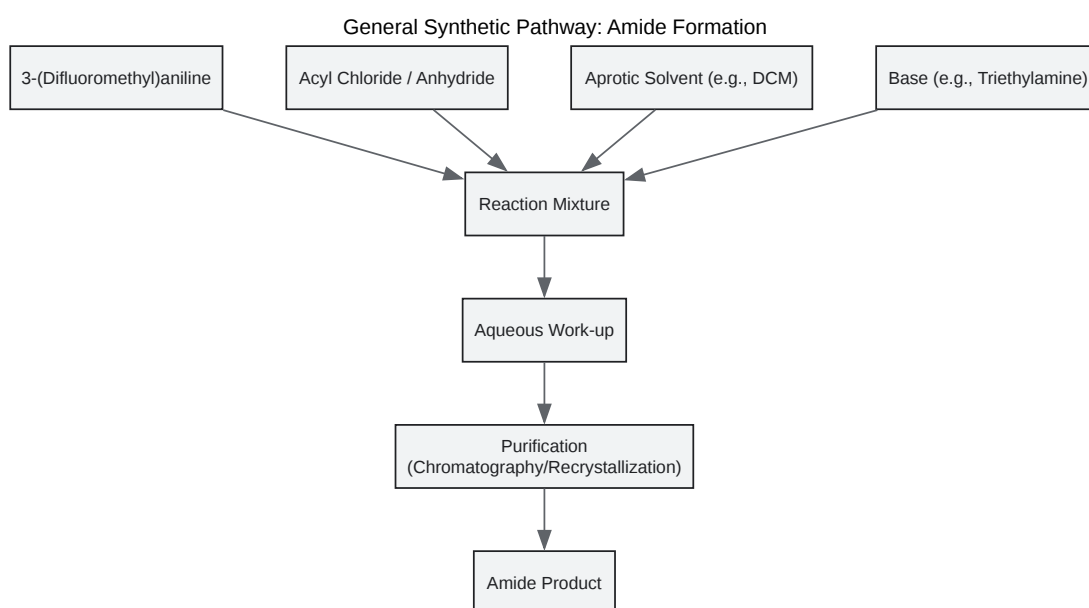 General Synthetic Pathway: Amide Formation
3-(Difluoromethyl)aniline
Acyl Chloride / Anhydride
Aprotic Solvent (e.g., DCM)
Base (e.g., Triethylamine)
Reaction Mixture
Aqueous Work-up
Purification
(Chromatography/Recrystallization)
Amide Product